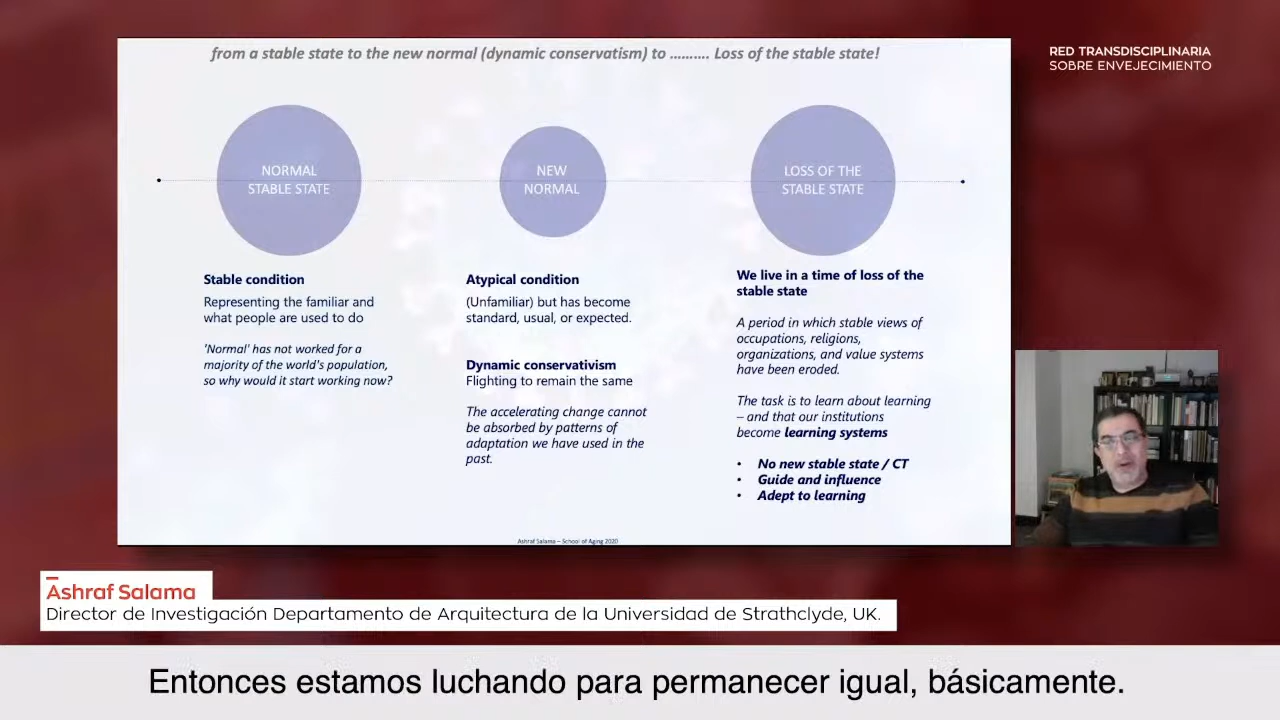 from a stable state to the new normal (dynamic conservatism) to .......... Loss of the stable state!
RED TRANSDISCIPLINARIA
SOBRE ENVEJECIMIENTO
NORMAL
STABLE STATE
NEW
NORMAL
LOSS OF THE
STABLE STATE
Stable condition
Representing the familiar and
what people are used to do
'Normal' has not worked for a
majority of the world's population,
so why would it start working now?
Atypical condition
(Unfamiliar) but has become
standard, usual, or expected.
Dynamic conservativism
Flighting to remain the same
The accelerating change cannot
be absorbed by patterns of
adaptation we have used in the
past.
We live in a time of loss of the
stable state
A period in which stable views of
occupations, religions,
organizations, and value systems
have been eroded.
The task is to learn about learning
– and that our institutions
become learning systems
• No new stable state / CT
• Guide and influence
• Adept to learning
Ashraf Salama – School of Aging 2020
Ashraf Salama
Director de Investigación Departamento de Arquitectura de la Universidad de Strathclyde, UK.
Entonces estamos luchando para permanecer igual, básicamente.